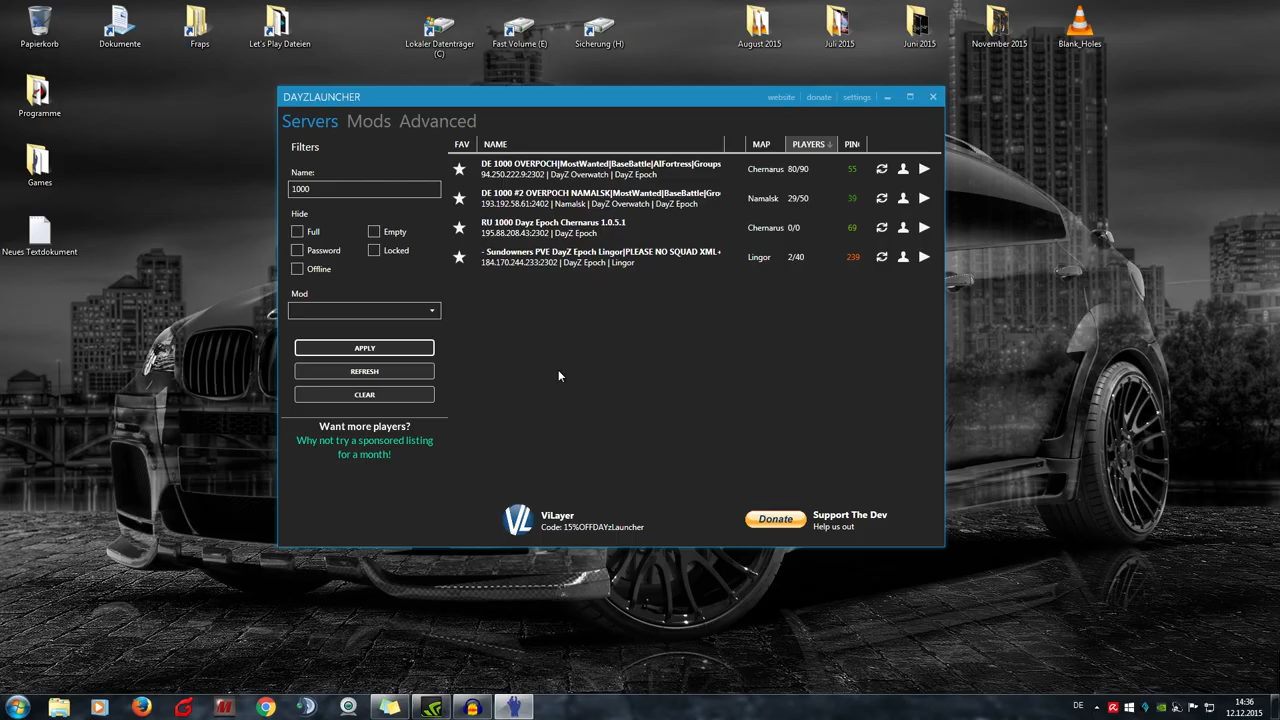 Papierkorb
Dokumente
Fraps
Let's Play Dateien
Lokaler Datenträger
(C)
Fast Volume (E)
Sicherung (H)
August 2015
Juli 2015
Juni 2015
November 2015
Blank_Holes
Programme
Games
Neues Textdokument
DAYZLAUNCHER
website
donate
settings
Servers Mods Advanced
Filters
Name:
1000
Hide
Full
Empty
Password
Locked
Offline
Mod
APPLY
REFRESH
CLEAR
Want more players?
Why not try a sponsored listing
for a month!
FAV NAME MAP PLAYERS PIN
DE 1000 OVERPOCH|MostWanted|BaseBattle|AIFortress|Groups
94.250.222.9:2302 | DayZ Overwatch | DayZ Epoch
Chernarus 80/90 55
DE 1000 #2 OVERPOCH NAMALSK|MostWanted|BaseBattle|Gro
193.192.58.61:2402 | Namalsk | DayZ Overwatch | DayZ Epoch
Namalsk 29/50 39
RU 1000 Dayz Epoch Chernarus 1.0.5.1
195.88.208.43:2302 | DayZ Epoch
Chernarus 0/0 69
- Sundowners PVE DayZ Epoch Lingor|PLEASE NO SQUAD XML+
184.170.244.233:2302 | DayZ Epoch | Lingor
Lingor 2/40 239
VL
ViLayer
Code: 15%OFFDAYzLauncher
Donate
Support The Dev
Help us out
DE
14:36
12.12.2015